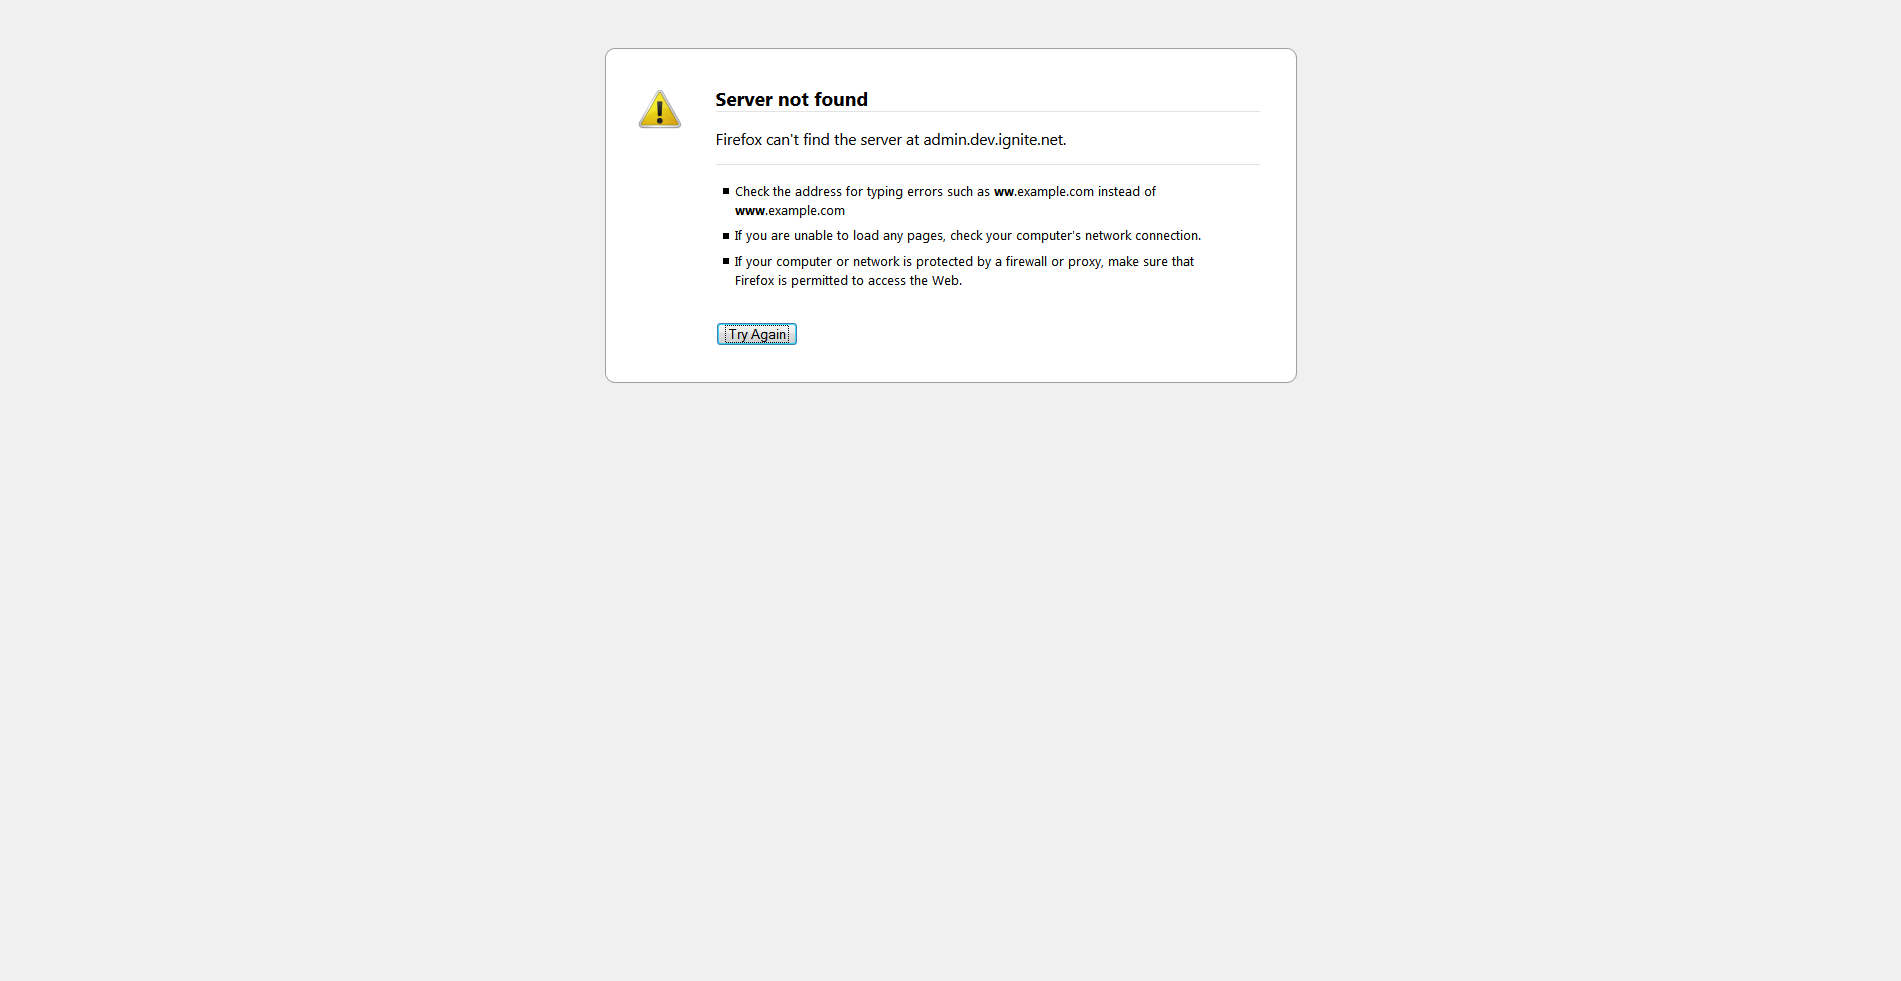 Server not found
Firefox can't find the server at admin.dev.ignite.net.
Check the address for typing errors such as ww.example.com instead of
www.example.com
If you are unable to load any pages, check your computer's network connection.
If your computer or network is protected by a firewall or proxy, make sure that
Firefox is permitted to access the Web.
Try Again